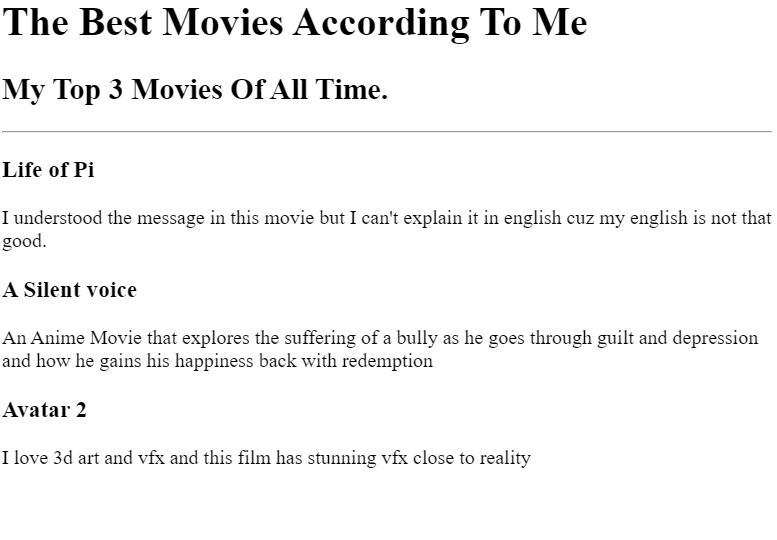 The Best Movies According To Me
My Top 3 Movies Of All Time.
Life of Pi
I understood the message in this movie but I can't explain it in english cuz my english is not that
good.
A Silent voice
An Anime Movie that explores the suffering of a bully as he goes through guilt and depression
and how he gains his happiness back with redemption
Avatar 2
I love 3d art and vfx and this film has stunning vfx close to reality